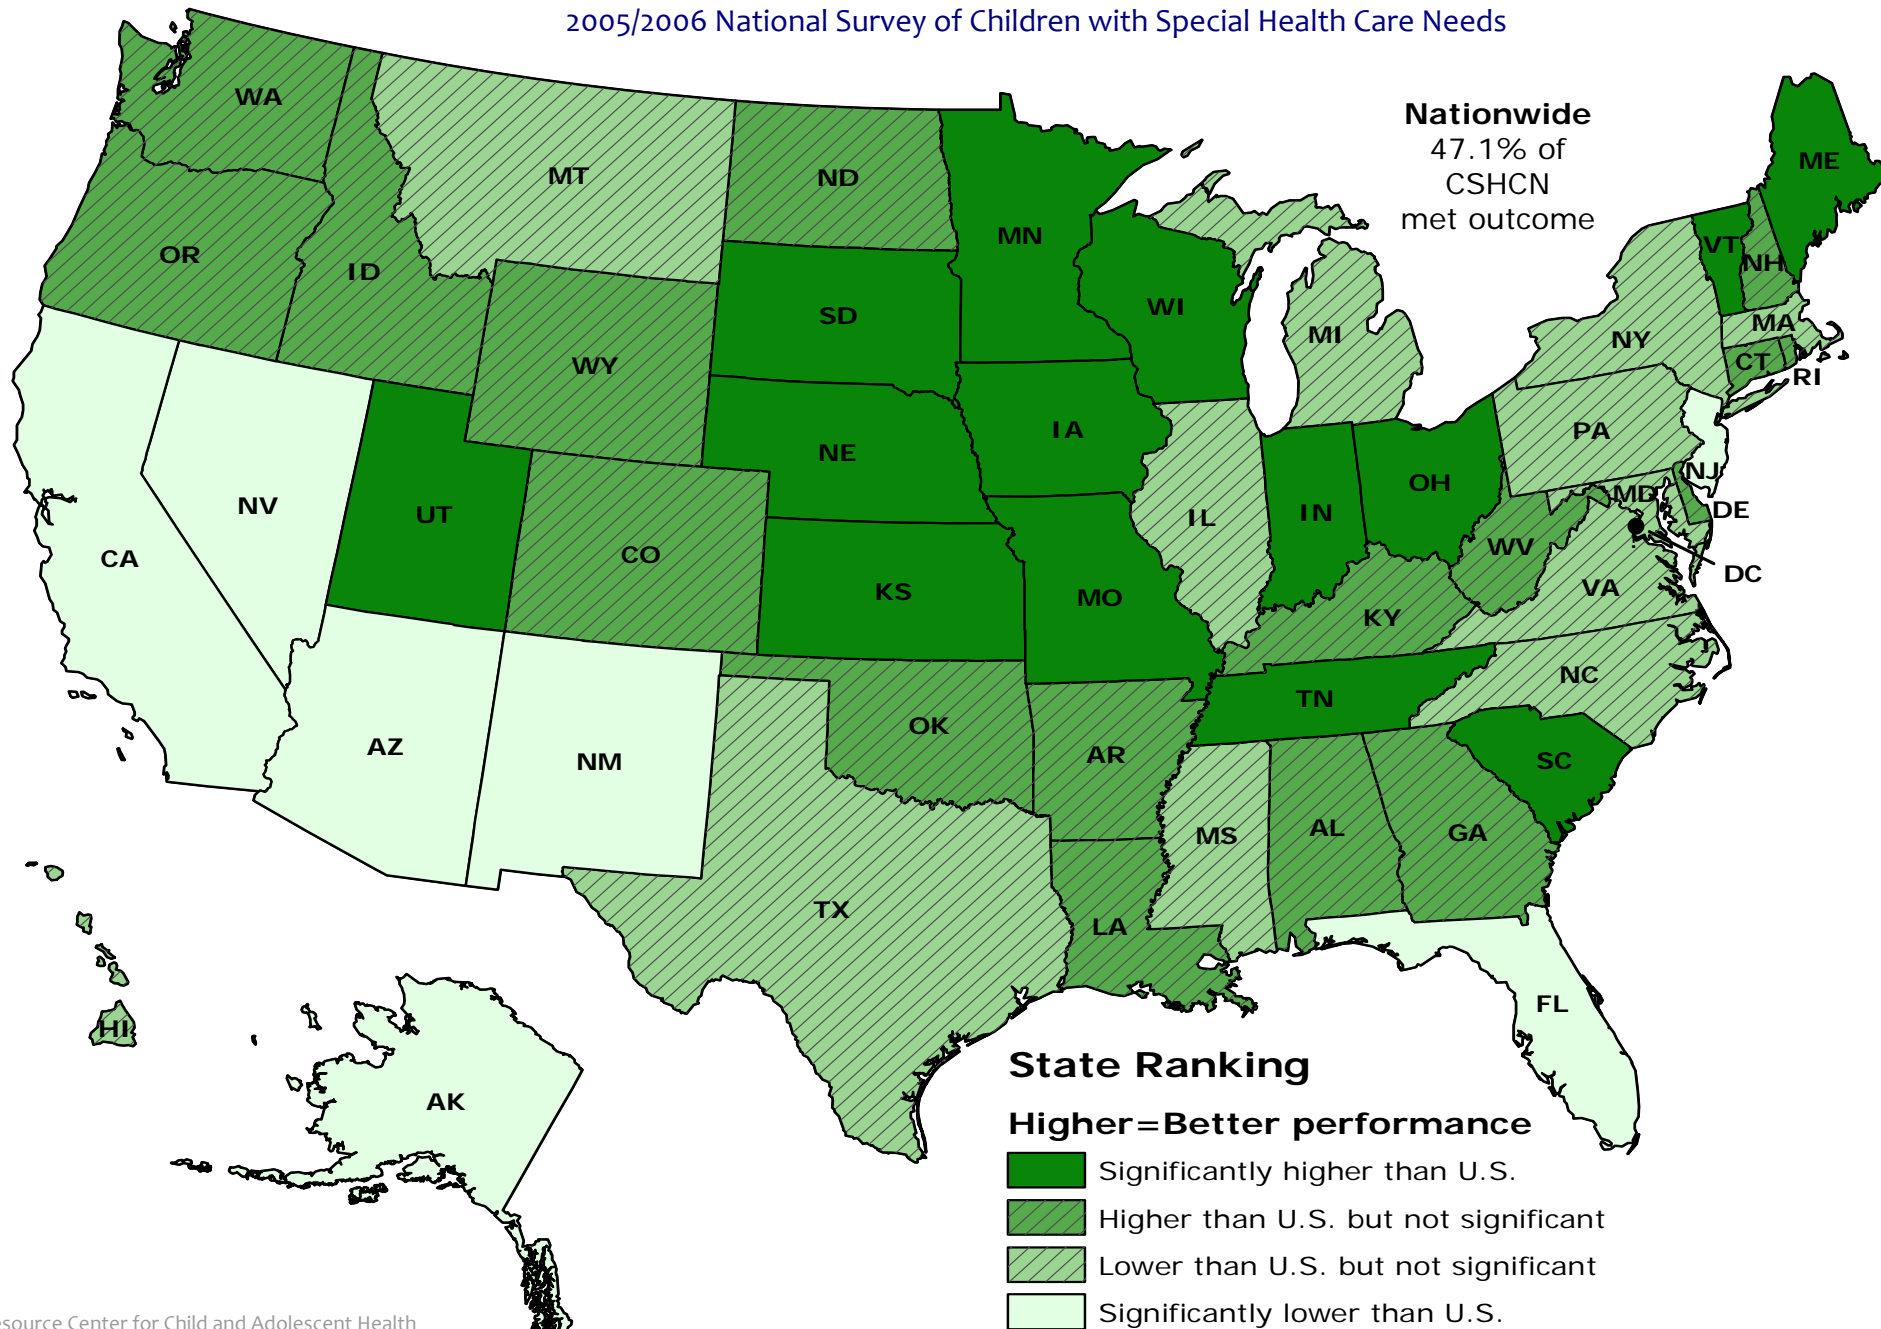 2005/2006 National Survey of Children with Special Health Care Needs
Nationwide
47.1% of
CSHCN
met outcome
WA
MT
ND
MN
ME
OR
ID
SD
WI
MI
VT
NH
NY
MA
CT
RI
WY
NE
IA
PA
NJ
NV
UT
CO
KS
MO
IL
IN
OH
WV
MD
DE
DC
VA
CA
KY
NC
TN
AZ
NM
OK
AR
SC
MS
AL
GA
TX
LA
FL
HI
AK
State Ranking
Higher=Better performance
Significantly higher than U.S.
Higher than U.S. but not significant
Lower than U.S. but not significant
Significantly lower than U.S.
esource Center for Child and Adolescent Health